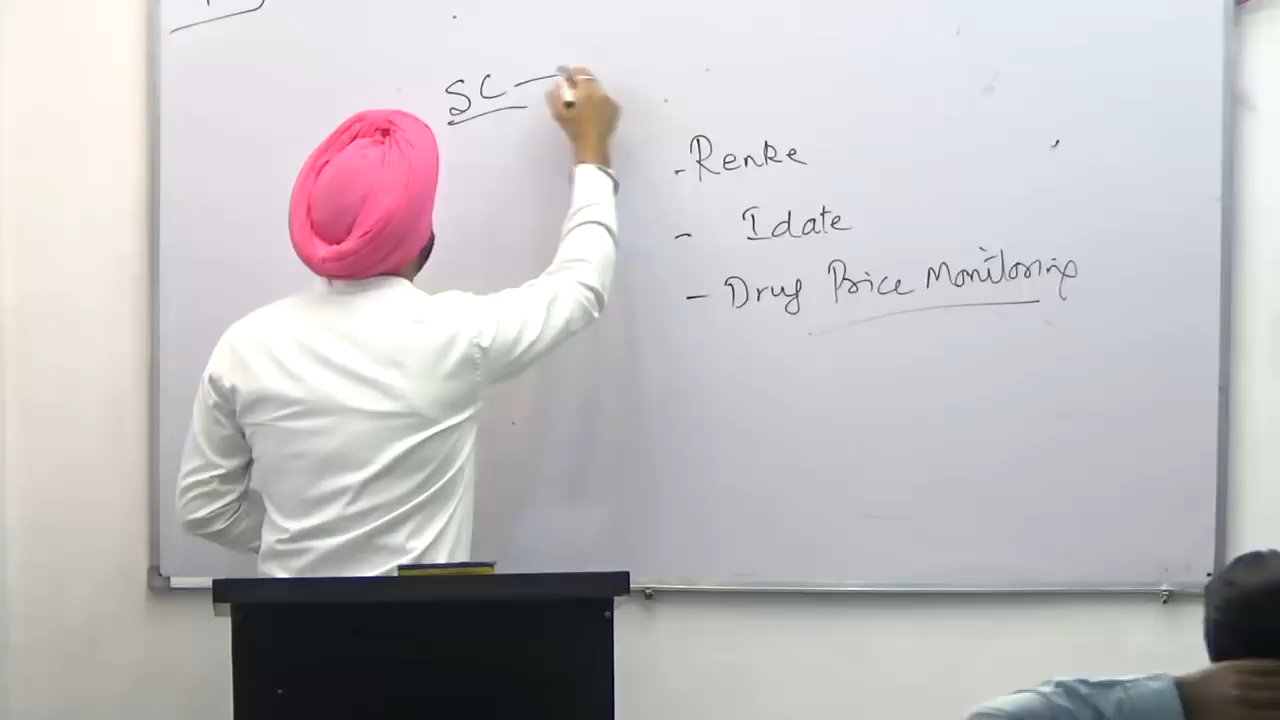 SC –
- Renke
- Idate
- Drug Price Monitoring